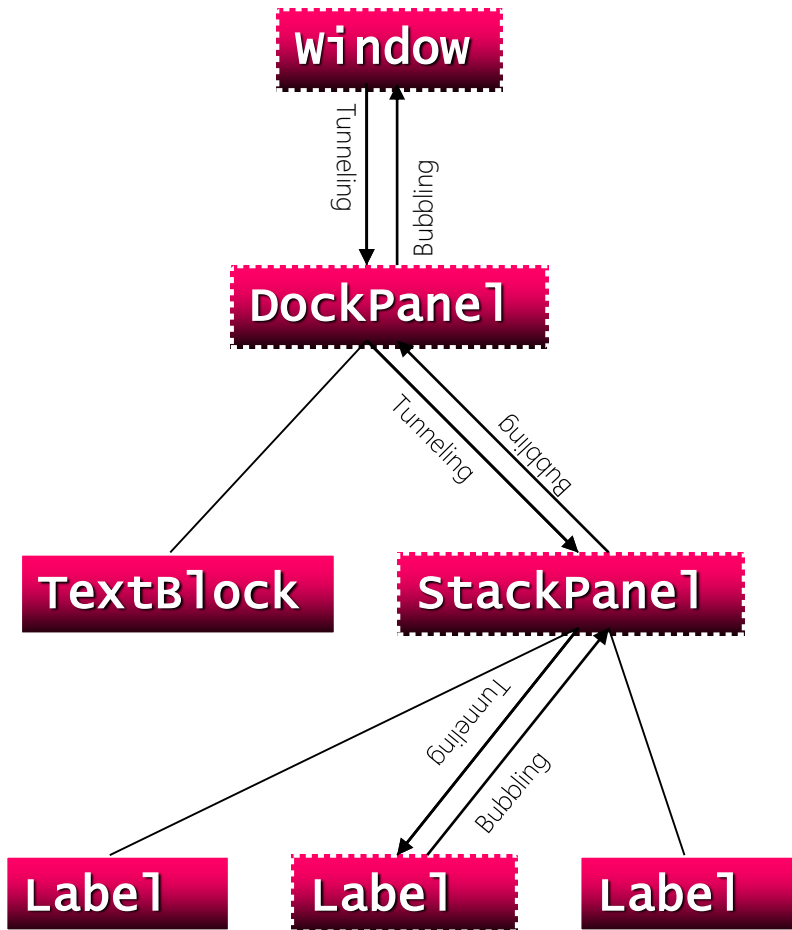 Window
Tunneling
Bubbling
DockPanel
Tunneling
Bubbling
TextBlock
StackPanel
Tunneling
Bubbling
Label
Label
Label